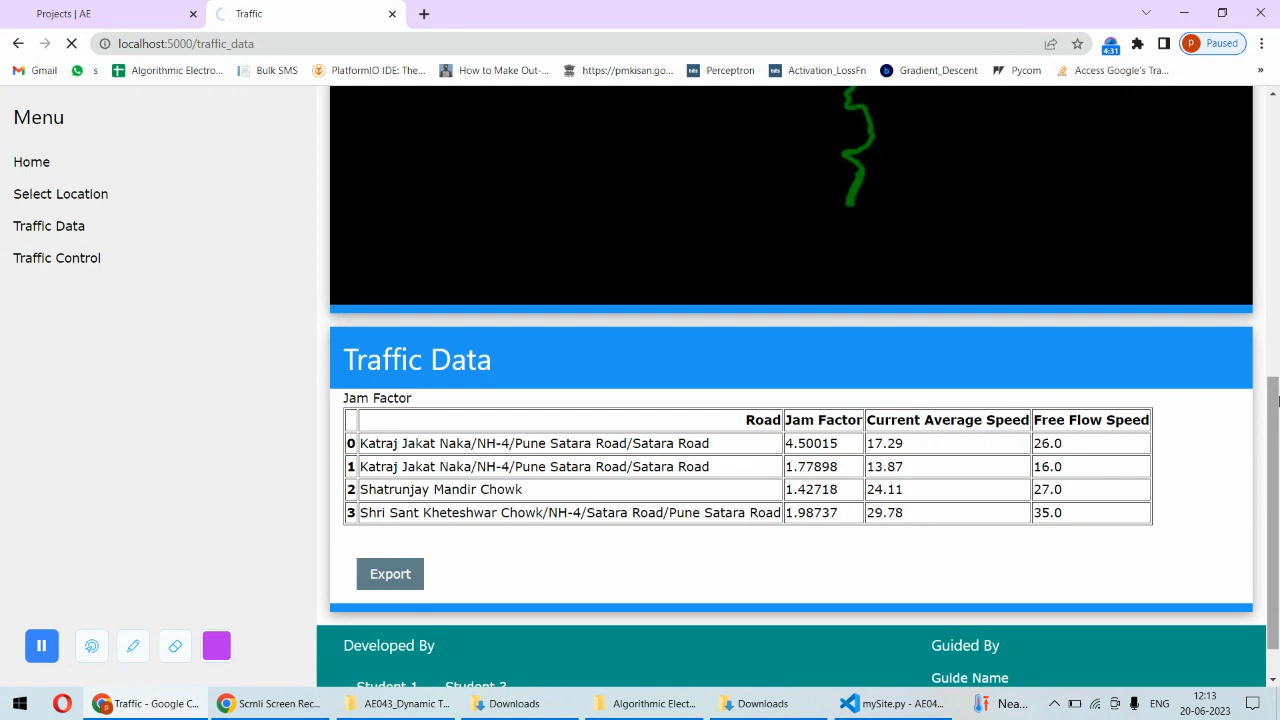 Projects | AE
Traffic
localhost:5000/traffic_data
4:31
P
Paused
Gmail
s
Algorithmic Electro...
Bulk SMS
PlatformIO IDE: The...
How to Make Out-...
https://pmkisan.go...
Perceptron
Activation_LossFn
Gradient_Descent
Pycom
Access Google's Tra...
»
Menu
Home
Select Location
Traffic Data
Traffic Control
Traffic Data
Jam Factor
Road Jam Factor Current Average Speed Free Flow Speed
0 Katraj Jakat Naka/NH-4/Pune Satara Road/Satara Road 4.50015 17.29 26.0
1 Katraj Jakat Naka/NH-4/Pune Satara Road/Satara Road 1.77898 13.87 16.0
2 Shatrunjay Mandir Chowk 1.42718 24.11 27.0
3 Shri Sant Kheteshwar Chowk/NH-4/Satara Road/Pune Satara Road 1.98737 29.78 35.0
Export
Developed By
Guided By
Student 1 Student 2
Guide Name
Traffic - Google C...
Scrnli Screen Rec...
AE043_Dynamic T...
Downloads
Algorithmic Elect...
Downloads
mySite.py - AE04...
Nea...
ENG
12:13
20-06-2023